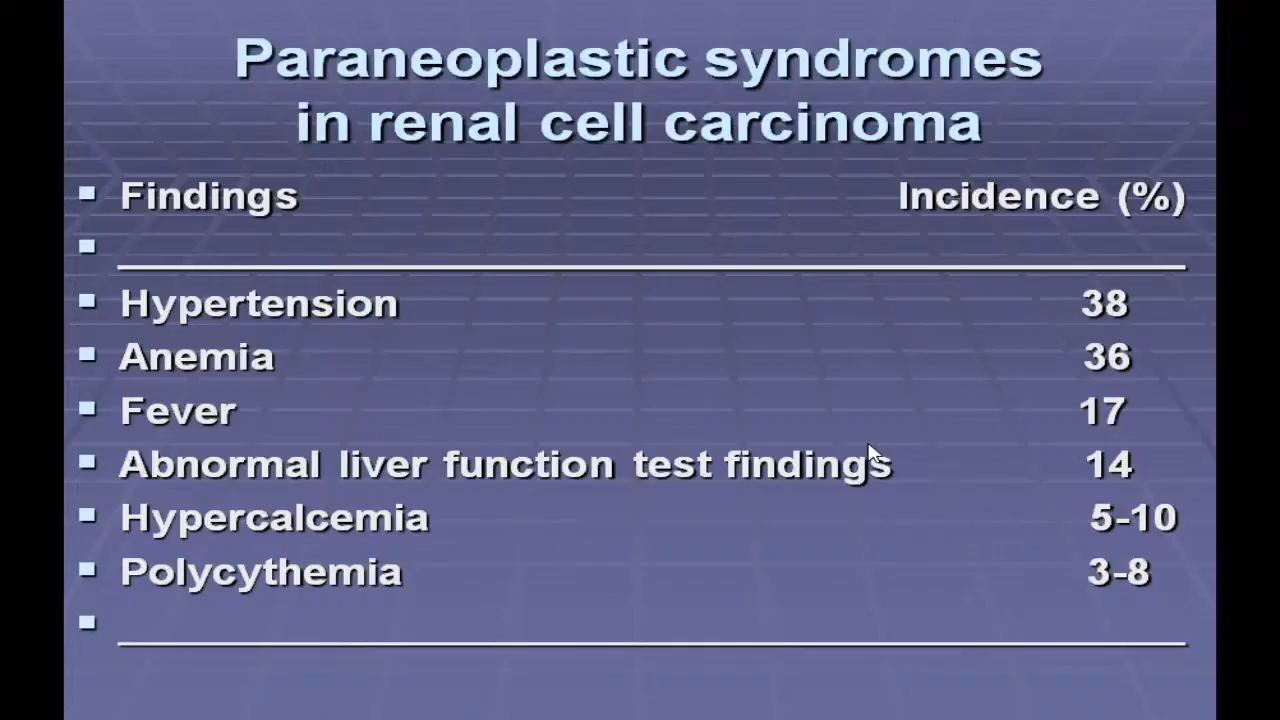 Paraneoplastic syndromes
in renal cell carcinoma
Findings Incidence (%)
Hypertension 38
Anemia 36
Fever 17
Abnormal liver function test findings 14
Hypercalcemia 5-10
Polycythemia 3-8